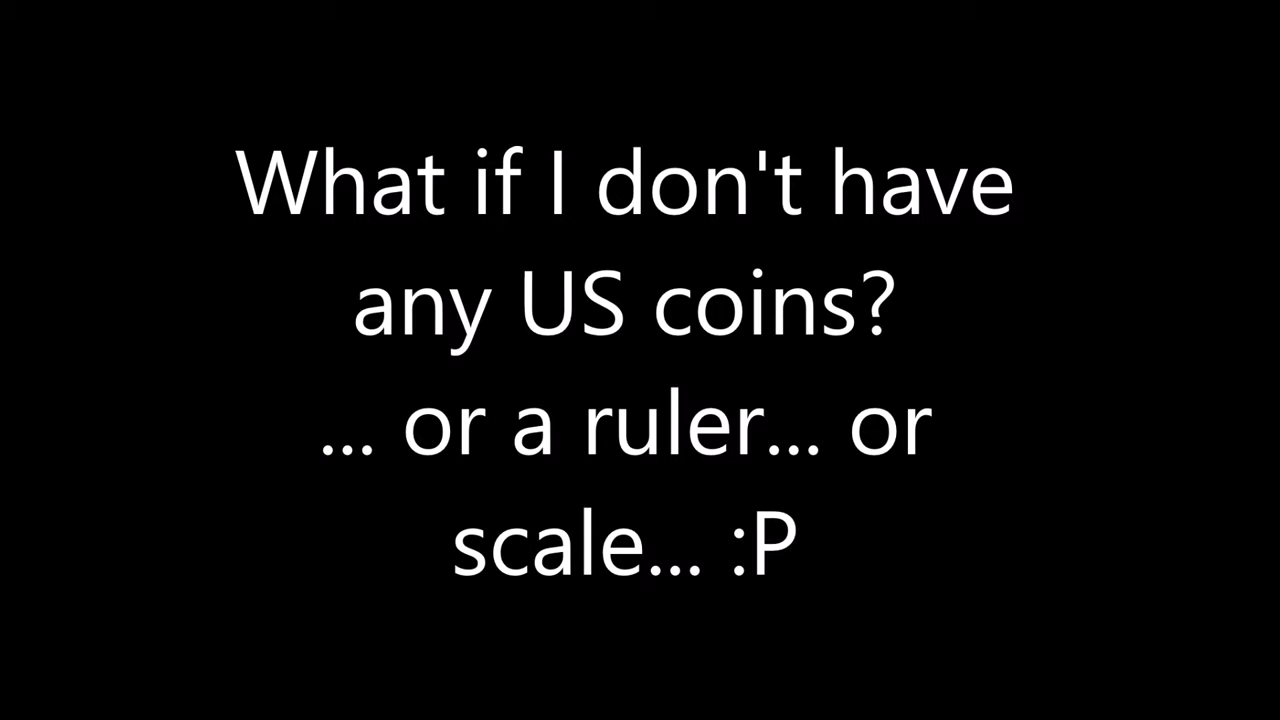 What if I don't have
any US coins?
... or a ruler... or
scale... :P